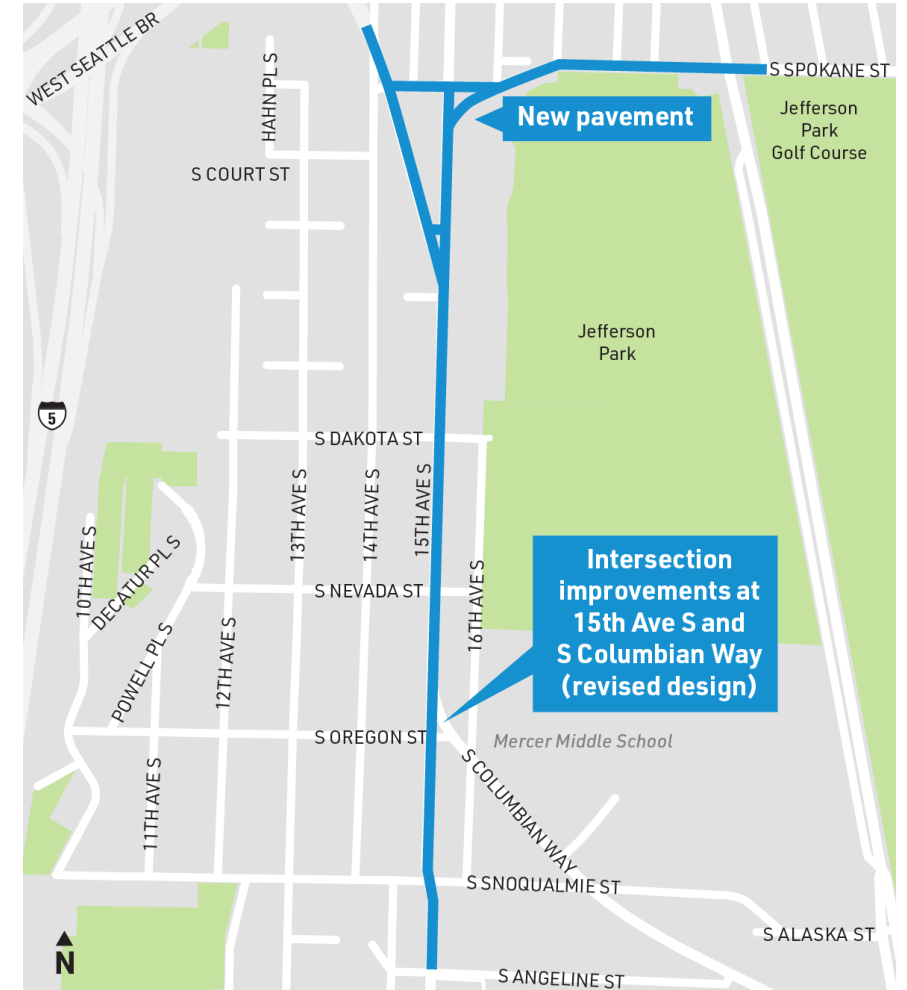 WEST SEATTLE BR
HAHN PL S
S SPOKANE ST
New pavement
Jefferson
Park
Golf Course
S COURT ST
Jefferson
Park
5
S DAKOTA ST
13TH AVE S
14TH AVE S
15TH AVE S
10TH AVE S
DECATUR PL S
S NEVADA ST
16TH AVE S
Intersection
improvements at
15th Ave S and
S Columbian Way
(revised design)
POWELL PL S
12TH AVE S
S OREGON ST
Mercer Middle School
11TH AVE S
S COLUMBIAN WAY
S SNOQUALMIE ST
S ALASKA ST
N
S ANGELINE ST